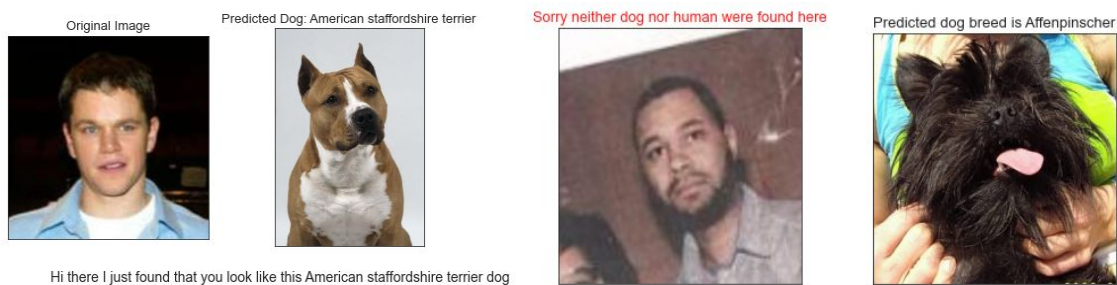 Original Image
Predicted Dog: American staffordshire terrier
Hi there I just found that you look like this American staffordshire terrier dog
Sorry neither dog nor human were found here
Predicted dog breed is Affenpinscher